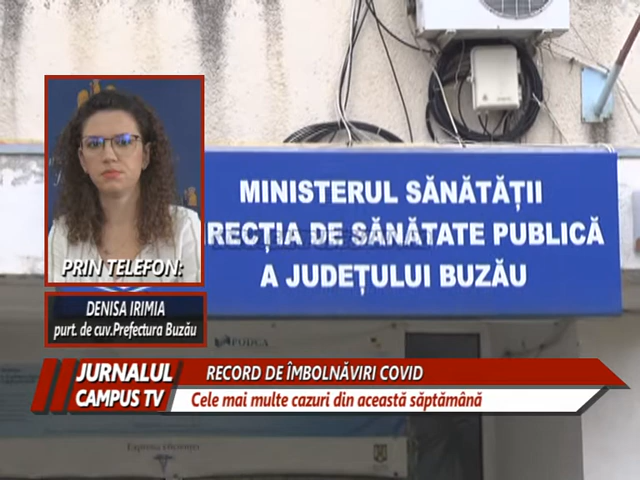 MINISTERUL SĂNĂTĂȚII
RECȚIA DE SĂNĂTATE PUBLICĂ
A JUDEȚULUI BUZĂU
PRIN TELEFON:
DENISA IRIMIA
purt. de cuv.Prefectura Buzău
JURNALUL
CAMPUS TV
RECORD DE ÎMBOLNĂVIRI COVID
Cele mai multe cazuri din această săptămână